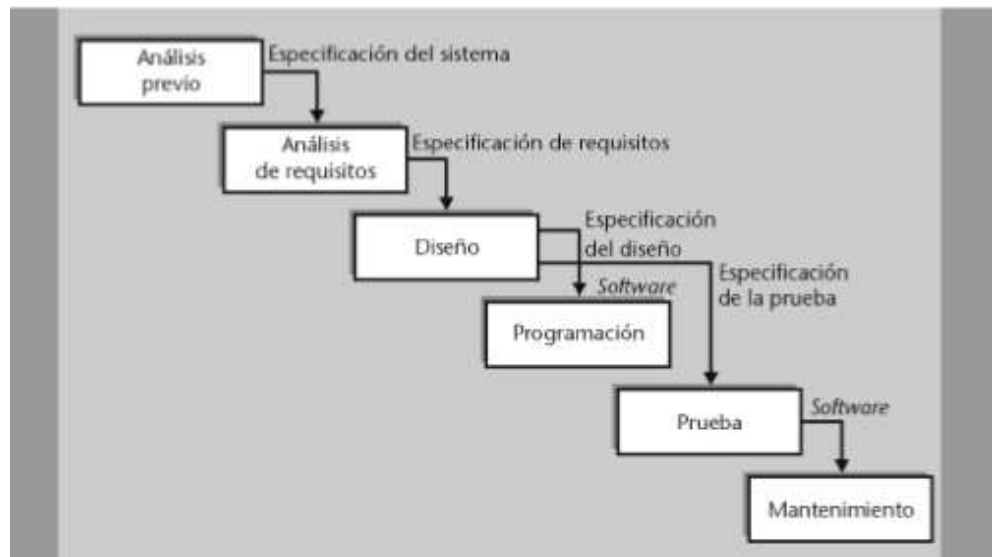 Análisis
previo
Especificación del sistema
Análisis
de requisitos
Especificación de requisitos
Diseño
Especificación
del diseño
Especificación
de la prueba
Software
Programación
Prueba
Software
Mantenimiento